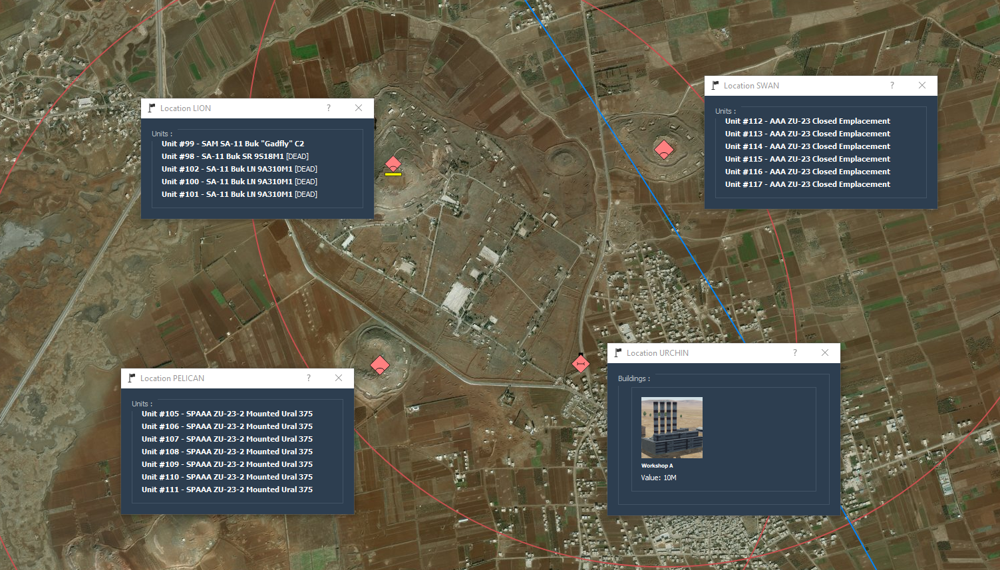 Location LION
?
Units :
Unit #99 - SAM SA-11 Buk "Gadfly" C2
Unit #98 - SA-11 Buk SR 9S18M1 [DEAD]
Unit #102 - SA-11 Buk LN 9A310M1 [DEAD]
Unit #100 - SA-11 Buk LN 9A310M1 [DEAD]
Unit #101 - SA-11 Buk LN 9A310M1 [DEAD]
Location SWAN
?
Units :
Unit #112 - AAA ZU-23 Closed Emplacement
Unit #113 - AAA ZU-23 Closed Emplacement
Unit #114 - AAA ZU-23 Closed Emplacement
Unit #115 - AAA ZU-23 Closed Emplacement
Unit #116 - AAA ZU-23 Closed Emplacement
Unit #117 - AAA ZU-23 Closed Emplacement
Location PELICAN
?
Units :
Unit #105 - SPAAA ZU-23-2 Mounted Ural 375
Unit #106 - SPAAA ZU-23-2 Mounted Ural 375
Unit #107 - SPAAA ZU-23-2 Mounted Ural 375
Unit #108 - SPAAA ZU-23-2 Mounted Ural 375
Unit #109 - SPAAA ZU-23-2 Mounted Ural 375
Unit #110 - SPAAA ZU-23-2 Mounted Ural 375
Unit #111 - SPAAA ZU-23-2 Mounted Ural 375
Location URCHIN
?
Buildings :
Workshop A
Value: 10M